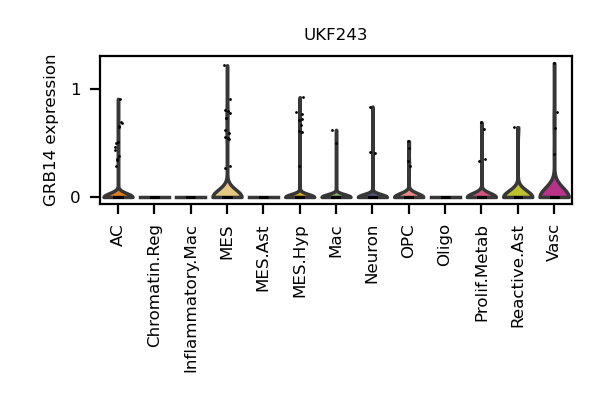 UKF243
GRB14 expression
1
0
AC
Chromatin.Reg
Inflammatory.Mac
MES
MES.Ast
MES.Hyp
Mac
Neuron
OPC
Oligo
Prolif.Metab
Reactive.Ast
Vasc